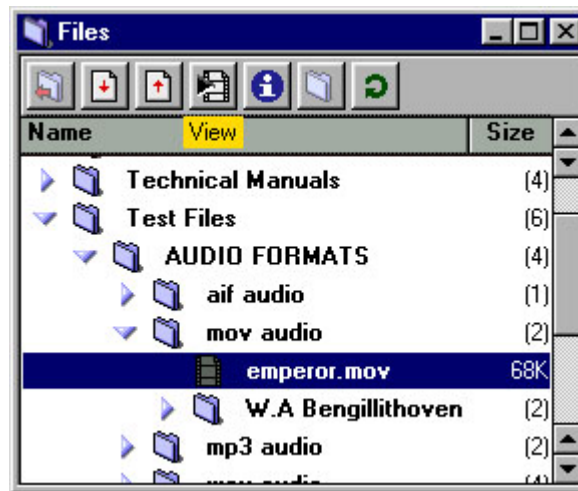 Files
Name View Size
Technical Manuals (4)
Test Files (6)
AUDIO FORMATS (4)
aif audio (1)
mov audio (2)
emperor.mov 68K
W.A Bengillithoven (2)
mp3 audio (2)